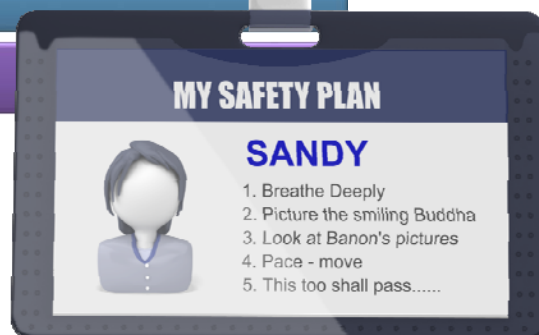 MY SAFETY PLAN
SANDY
1. Breathe Deeply
2. Picture the smiling Buddha
3. Look at Banon's pictures
4. Pace - move
5. This too shall pass......